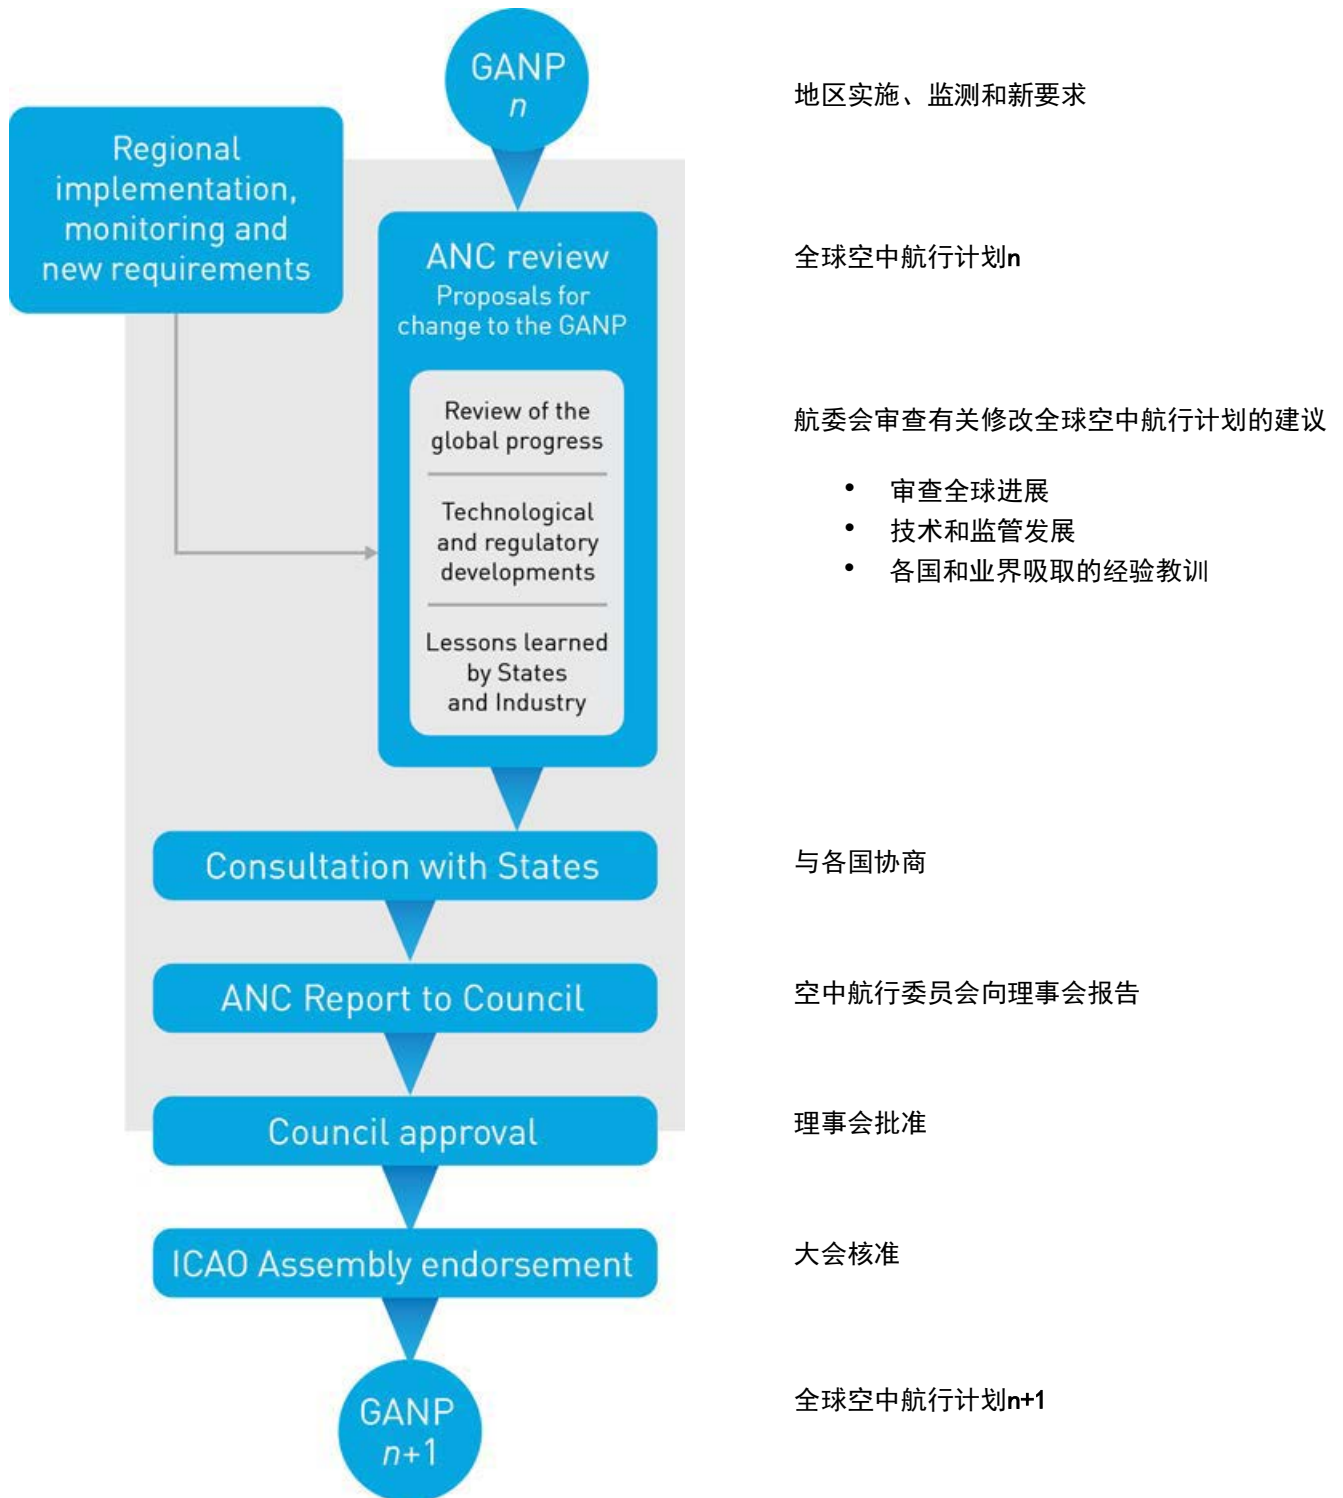 GANP
n
Regional
implementation,
monitoring and
new requirements
ANC review
Proposals for
change to the GANP
Review of the
global progress
Technological
and regulatory
developments
Lessons learned
by States
and Industry
Consultation with States
ANC Report to Council
Council approval
ICAO Assembly endorsement
GANP
n+1
地区实施、监测和新要求
全球空中航行计划n
航委会审查有关修改全球空中航行计划的建议
• 审查全球进展
• 技术和监管发展
• 各国和业界吸取的经验教训
与各国协商
空中航行委员会向理事会报告
理事会批准
大会核准
全球空中航行计划n+1